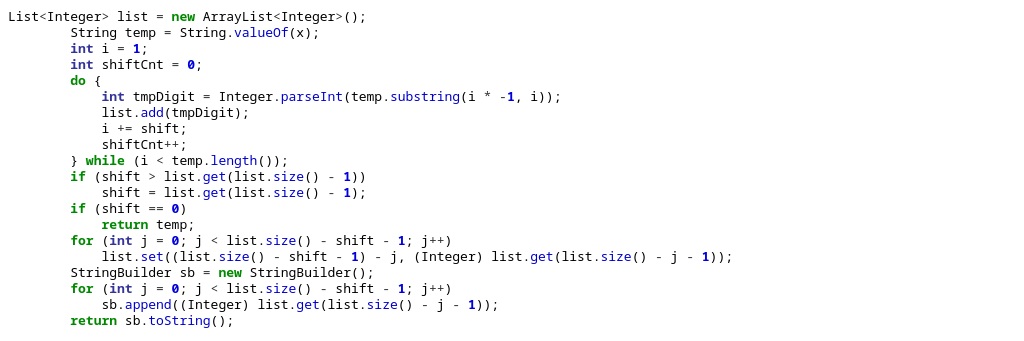 List<Integer> list = new ArrayList<Integer>();
        String temp = String.valueOf(x);
        int i = 1;
        int shiftCnt = 0;
        do {
            int tmpDigit = Integer.parseInt(temp.substring(i * -1, i));
            list.add(tmpDigit);
            i += shift;
            shiftCnt++;
        } while (i < temp.length());
        if (shift > list.get(list.size() - 1))
            shift = list.get(list.size() - 1);
        if (shift == 0)
            return temp;
        for (int j = 0; j < list.size() - shift - 1; j++)
            list.set((list.size() - shift - 1) - j, (Integer) list.get(list.size() - j - 1));
        StringBuilder sb = new StringBuilder();
        for (int j = 0; j < list.size() - shift - 1; j++)
            sb.append((Integer) list.get(list.size() - j - 1));
        return sb.toString();